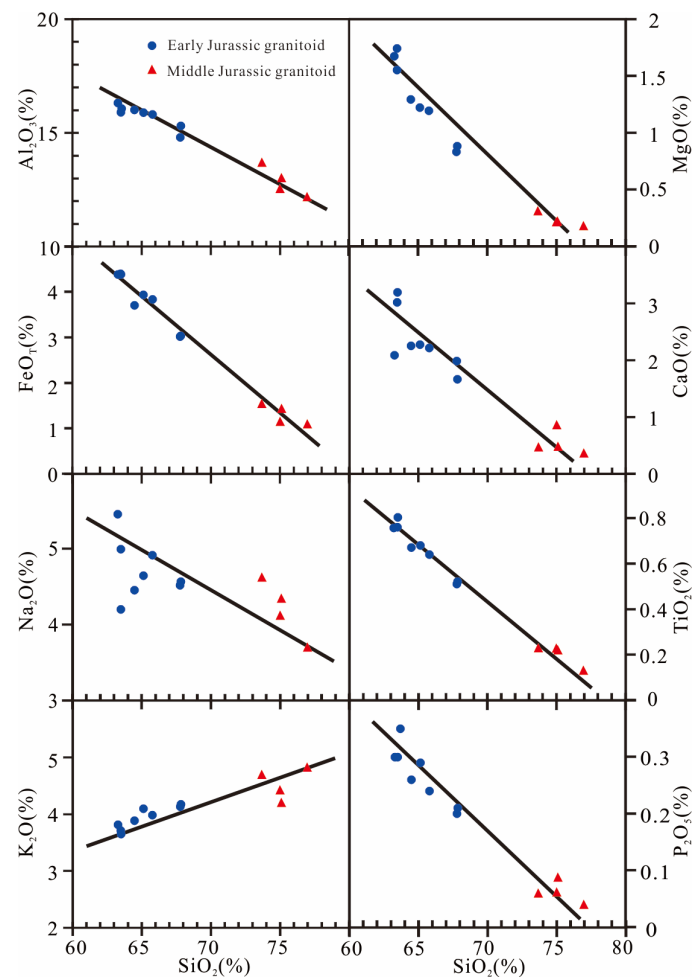 20
15
10
Al₂O₃(%)
Early Jurassic granitoid
Middle Jurassic granitoid
2
1.5
1
0.5
0
MgO(%)
4
3
2
1
0
FeOT(%)
3
2
1
0
CaO(%)
5
4
3
Na₂O(%)
0.8
0.6
0.4
0.2
0
TiO₂(%)
5
4
3
2
K₂O(%)
0.3
0.2
0.1
0
P₂O₅(%)
60 65 70 75 60 65 70 75 80
SiO₂(%) SiO₂(%)